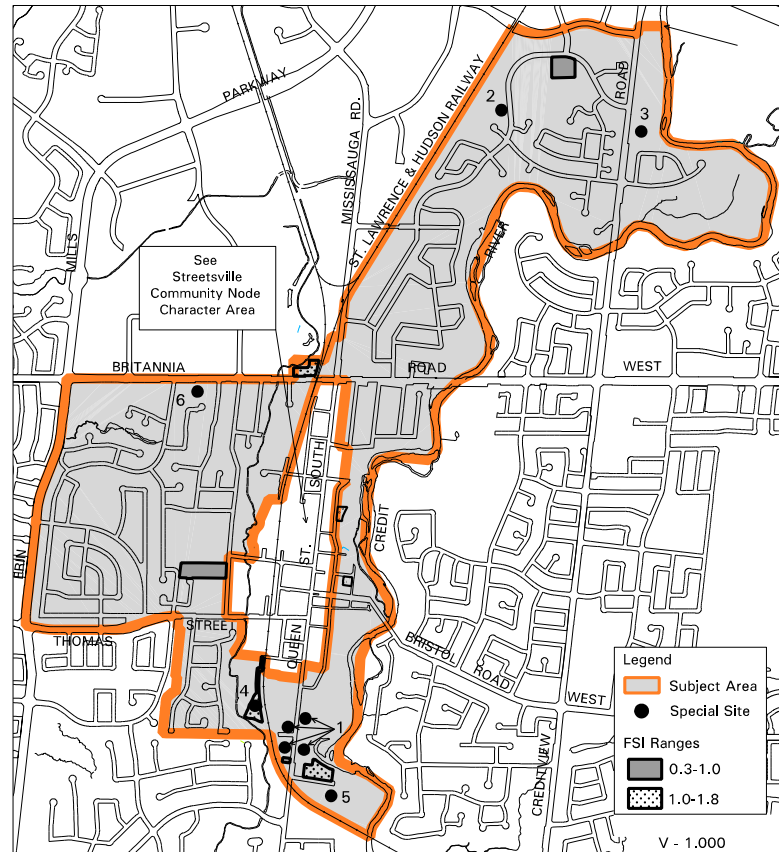 PARKWAY
MISSISSAUGA RD.
ST. LAWRENCE & HUDSON RAILWAY
2
ROAD
3
MILLS
See
Streetsville
Community Node
Character Area
RIVER
BRITANNIA
ROAD
WEST
6
SOUTH
CREDIT
ST.
ERIN
QUEEN
THOMAS
STREET
BRISTOL
ROAD
WEST
4
1
5
CREDITVIEW
Legend
Subject Area
Special Site
FSI Ranges
0.3-1.0
1.0-1.8
V - 1.000